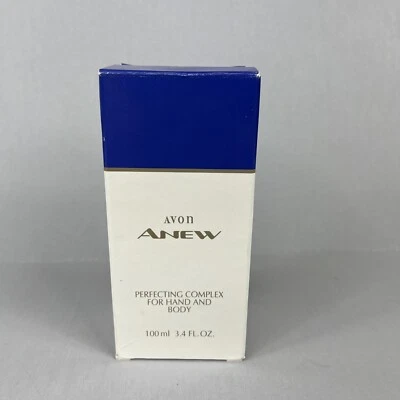 AVON
ANEW
PERFECTING COMPLEX
FOR HAND AND
BODY
100 ml 3.4 FL. OZ.